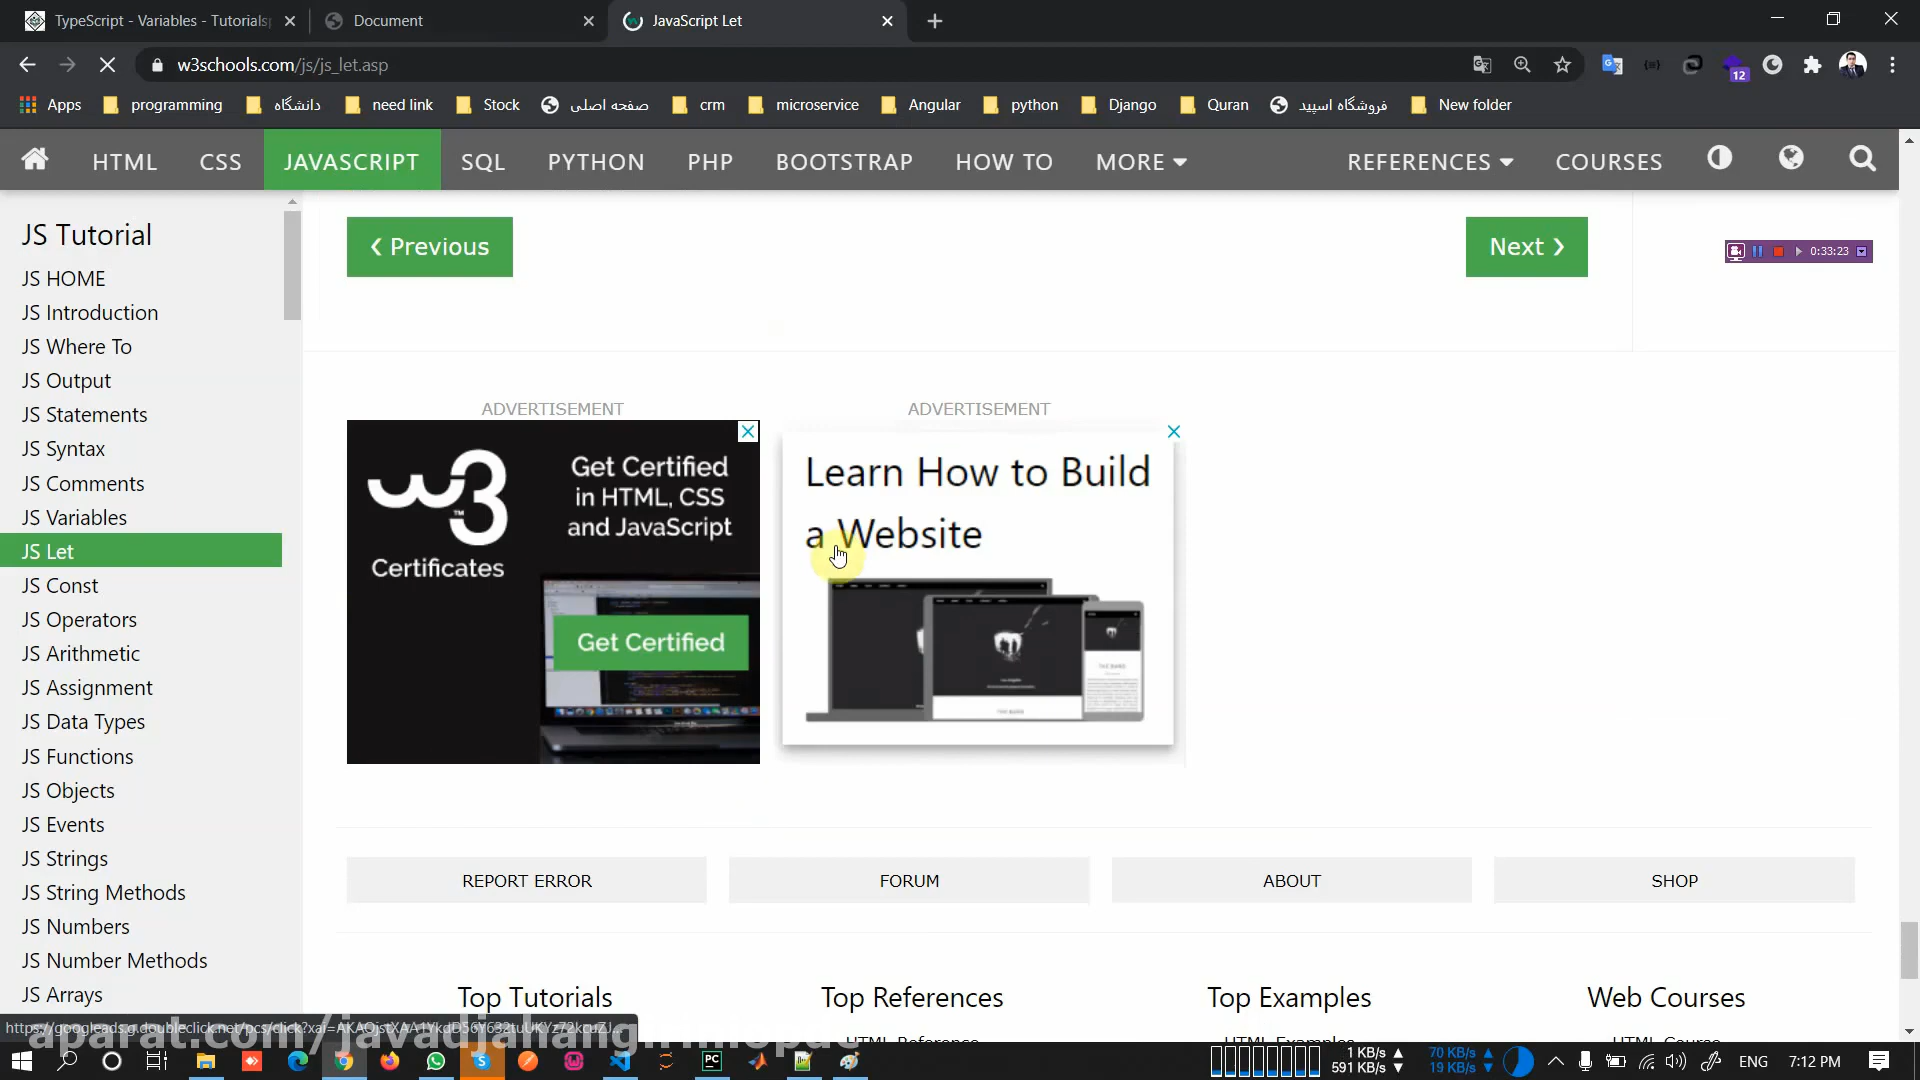 TypeScript - Variables - Tutorials
Document
JavaScript Let
w3schools.com/js/js_let.asp
12
Apps
programming
دانشگاه
need link
Stock
صفحه اصلی
crm
microservice
Angular
python
Django
Quran
فروشگاه اسپید
New folder
HTML
CSS
JAVASCRIPT
SQL
PYTHON
PHP
BOOTSTRAP
HOW TO
MORE
REFERENCES
COURSES
JS Tutorial
JS HOME
JS Introduction
JS Where To
JS Output
JS Statements
JS Syntax
JS Comments
JS Variables
JS Let
JS Const
JS Operators
JS Arithmetic
JS Assignment
JS Data Types
JS Functions
JS Objects
JS Events
JS Strings
JS String Methods
JS Numbers
JS Number Methods
JS Arrays
❮ Previous
Next ❯
0:33:23
ADVERTISEMENT
w3
Certificates
Get Certified
in HTML, CSS
and JavaScript
Get Certified
ADVERTISEMENT
Learn How to Build
a Website
REPORT ERROR
FORUM
ABOUT
SHOP
Top Tutorials
Top References
Top Examples
Web Courses
1 KB/s
591 KB/s
70 KB/s
19 KB/s
ENG
7:12 PM